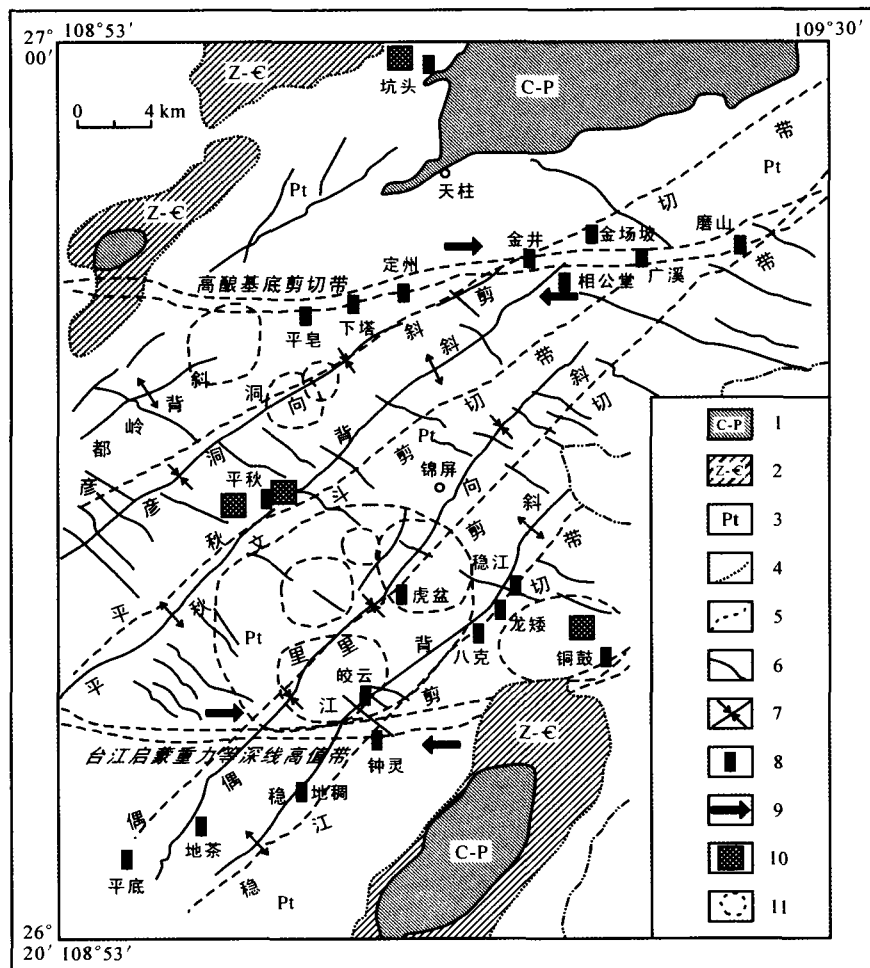 27° 108°53′
00′
109°30′
Z-Є
坑头
C-P
0 4 km
天柱
Pt
带
切
Pt
Z-Є
磨山
金井
金场坡
定州
高酿基底剪切带
相公堂
广溪
带
剪
平皂
下塔
斜
斜
带
斜
切
洞
向
背
都岭背斜
彦
彦
洞
背
切
Pt
剪
锦屏
向
剪
平秋
秋
斗
文
斜
带
稳江
切
虎盆
平
平
秋
Pt
里
里
背
八克
龙矮
铜鼓
皎云
江
剪
Z-Є
台江启蒙重力等深线高值带
钟灵
偶
偶
稳
地稠
江
地茶
稳
平底
Pt
C-P
26°
20′ 108°53′
C-P 1
Z-Є 2
Pt 3
4
5
6
7
8
9
10
11